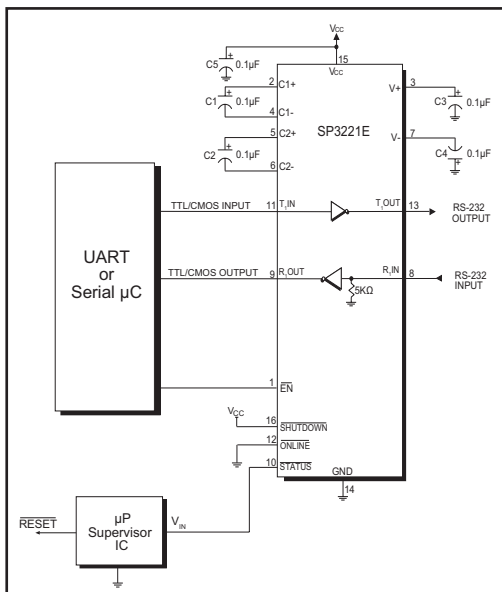 VCC
C5 + 0.1µF
15
VCC
2 C1+
C1 + 0.1µF
4 C1-
5 C2+
C2 + 0.1µF
6 C2-
V+ 3
C3 + 0.1µF
V- 7
C4 0.1µF +
SP3221E
UART
or
Serial µC
TTL/CMOS INPUT 11 T1IN T1OUT 13 RS-232
OUTPUT
TTL/CMOS OUTPUT 9 R1OUT R1IN 8 RS-232
INPUT
5KΩ
1 EN
VCC 16 SHUTDOWN
12 ONLINE
10 STATUS
GND
14
RESET
µP
Supervisor
IC
VIN